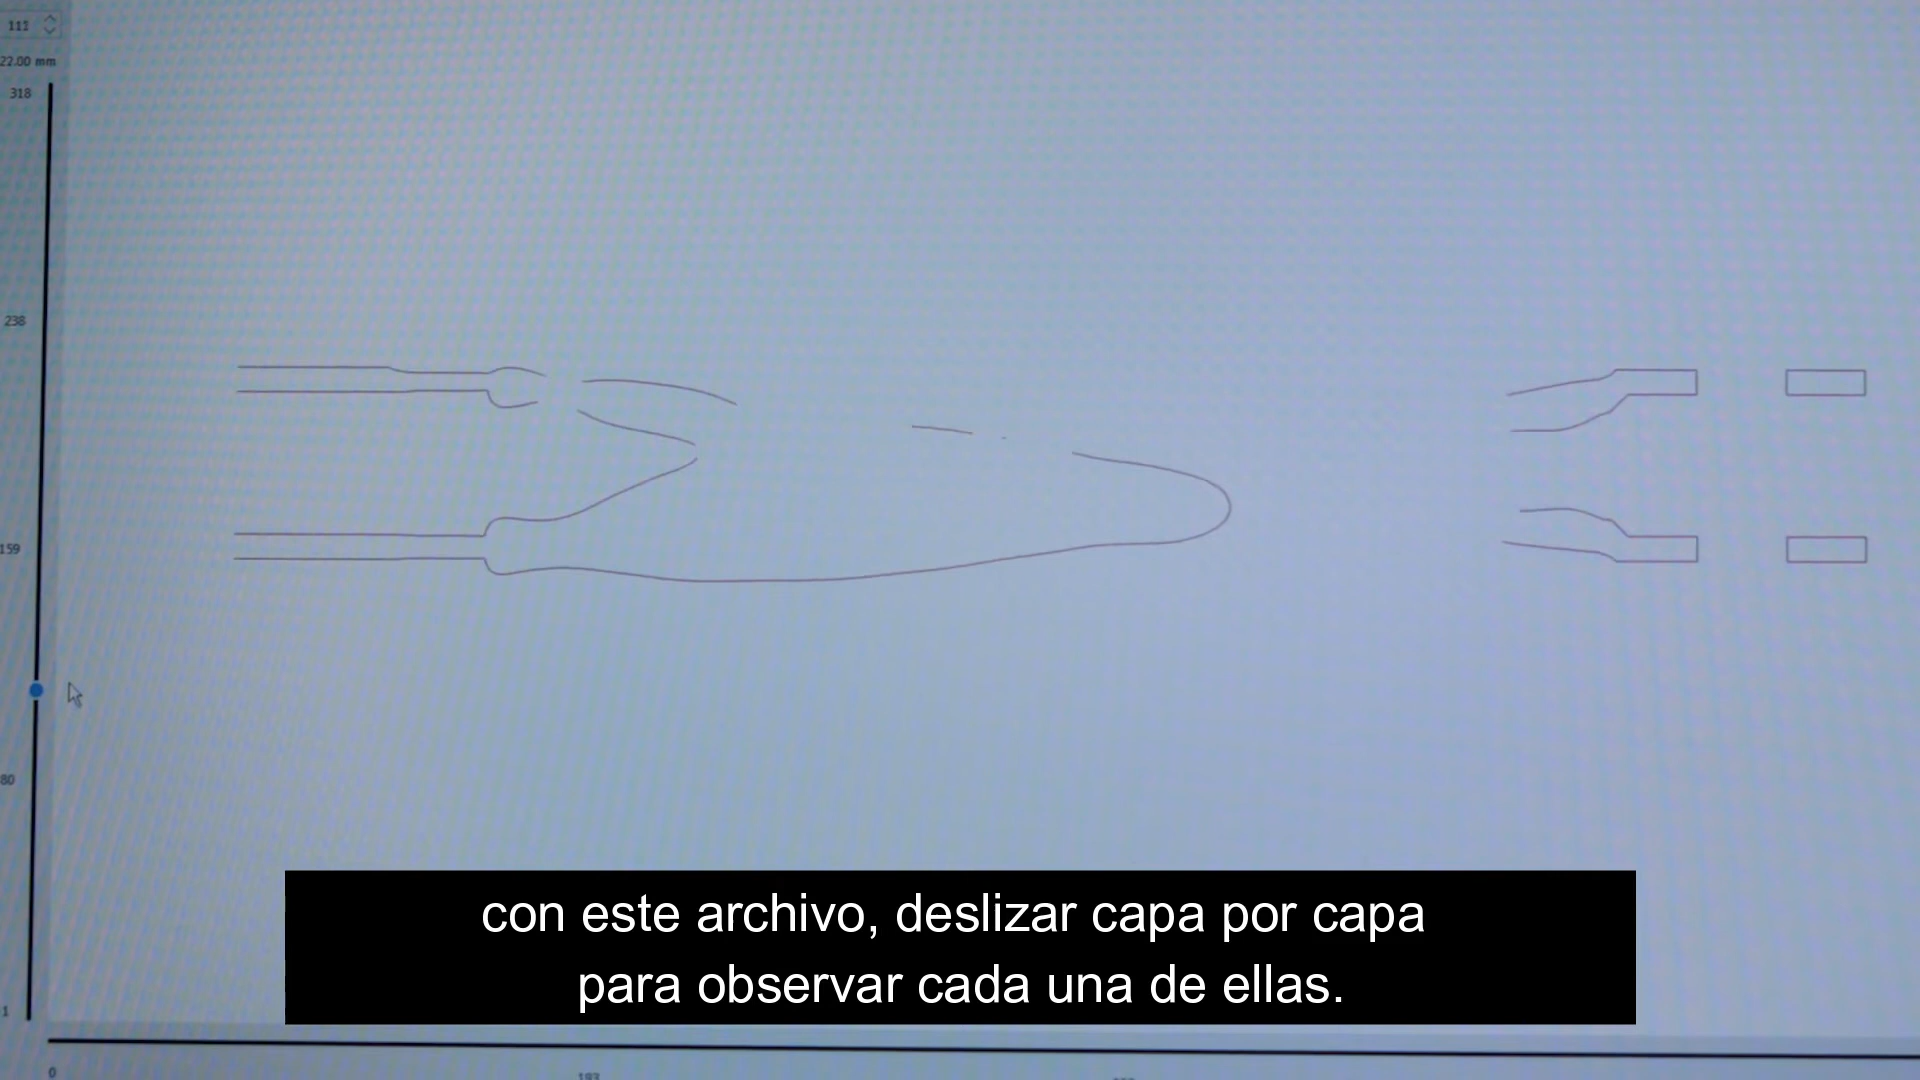 111
22.00 mm
318
238
159
80
1
con este archivo, deslizar capa por capa
para observar cada una de ellas.
0
193